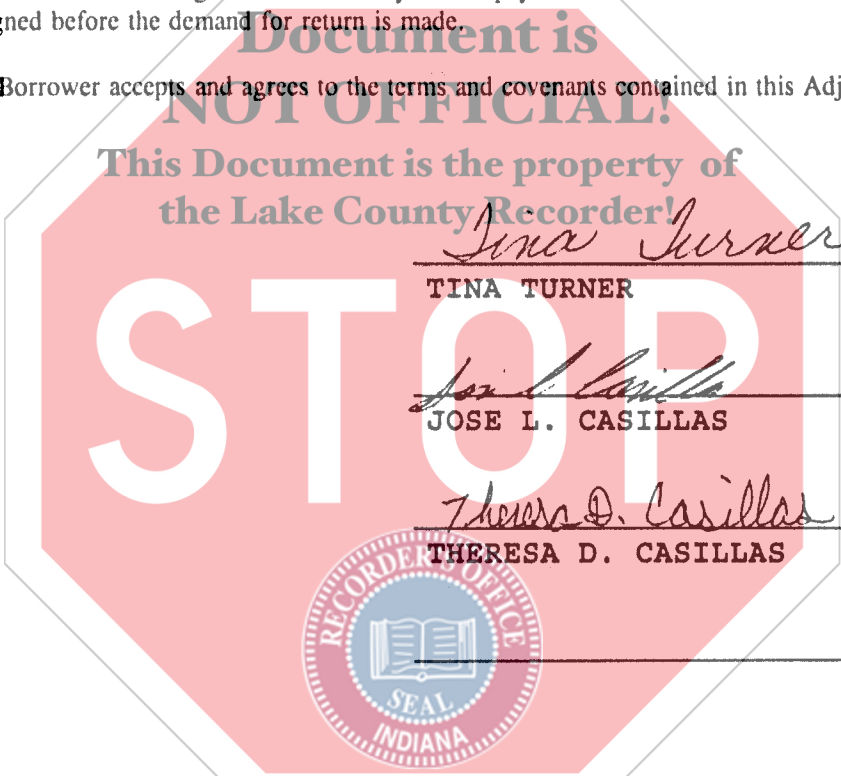 gned before the demand for return is made.
Document is
Borrower accepts and agrees to the terms and covenants contained in this Adj
NOT OFFICIAL!
This Document is the property of
the Lake County Recorder!
Tina Turner
TINA TURNER
STOP
Jose L Casillas
JOSE L. CASILLAS
Theresa D. Casillas
THERESA D. CASILLAS
RECORDER'S OFFICE
SEAL
INDIANA